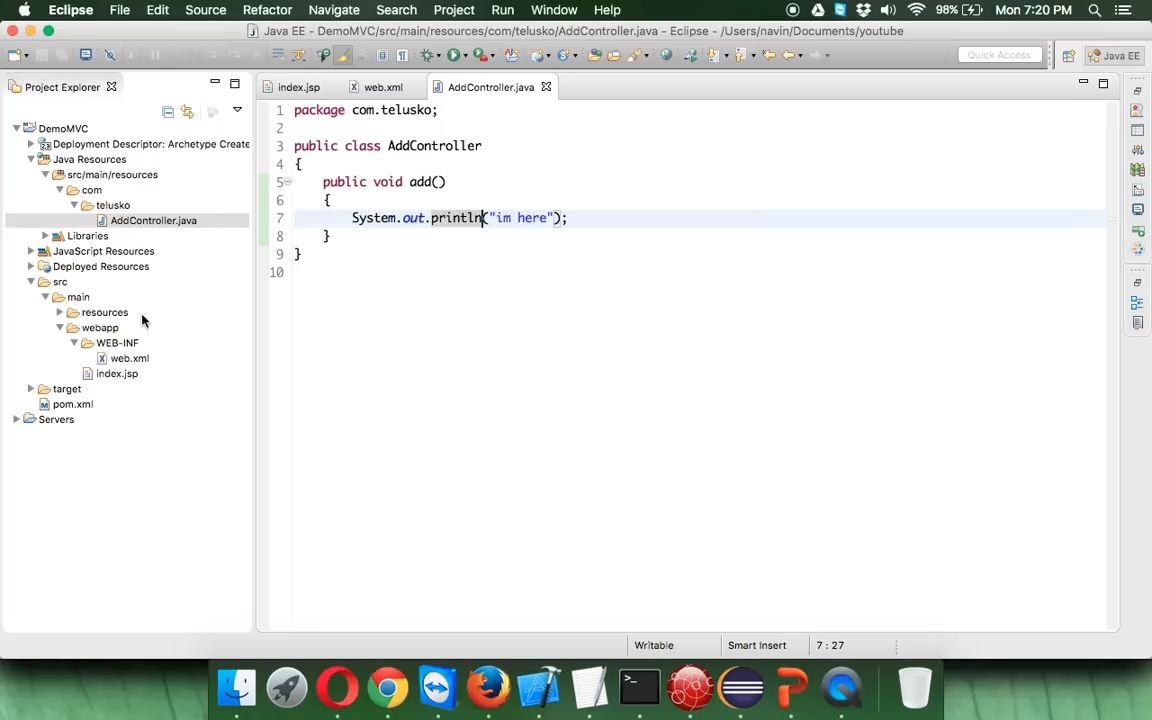 Eclipse File Edit Source Refactor Navigate Search Project Run Window Help 98% Mon 7:20 PM
Java EE - DemoMVC/src/main/resources/com/telusko/AddController.java - Eclipse - /Users/navin/Documents/youtube
Quick Access Java EE
Project Explorer
index.jsp web.xml AddController.java
DemoMVC
Deployment Descriptor: Archetype Create
Java Resources
src/main/resources
com
telusko
AddController.java
Libraries
JavaScript Resources
Deployed Resources
src
main
resources
webapp
WEB-INF
web.xml
index.jsp
target
pom.xml
Servers
1 package com.telusko;
2
3 public class AddController
4 {
5 public void add()
6 {
7 System.out.println("im here");
8 }
9 }
10
Writable Smart Insert 7 : 27